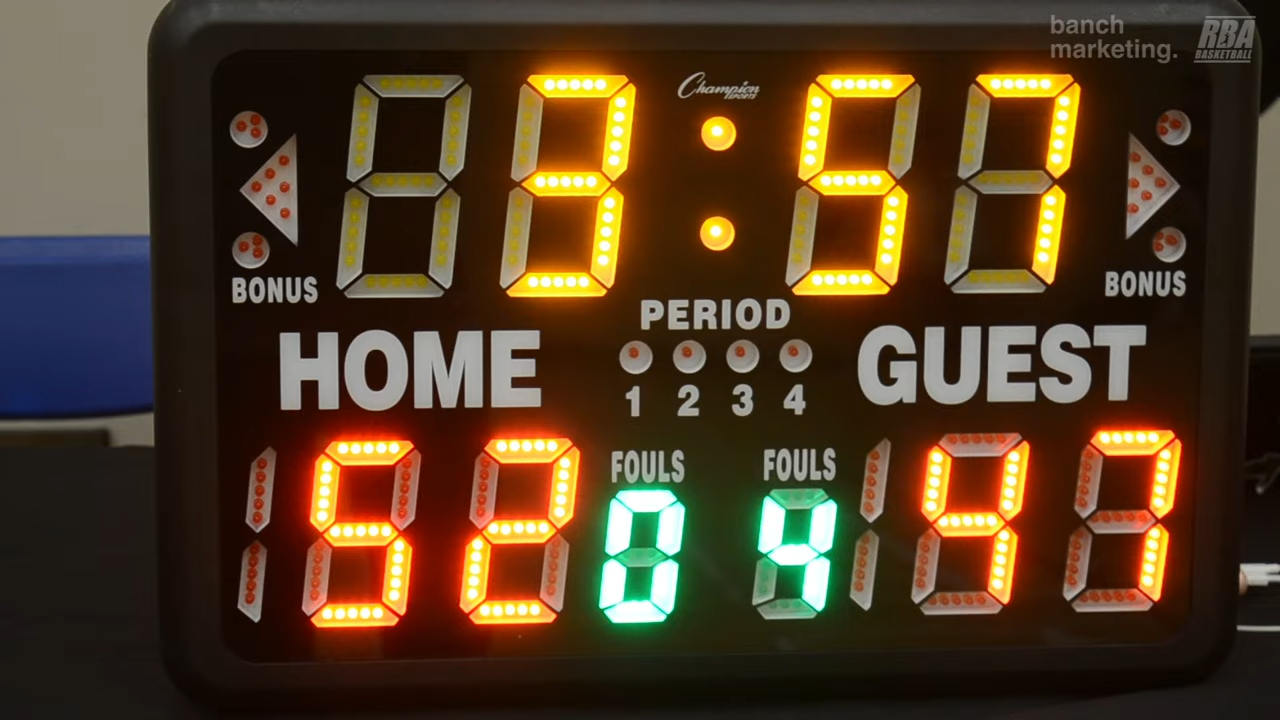 banch
marketing.
RBA
BASKETBALL
Champion
SPORTS
3:57
BONUS
BONUS
PERIOD
HOME
GUEST
1 2 3 4
FOULS FOULS
52 0 4 47